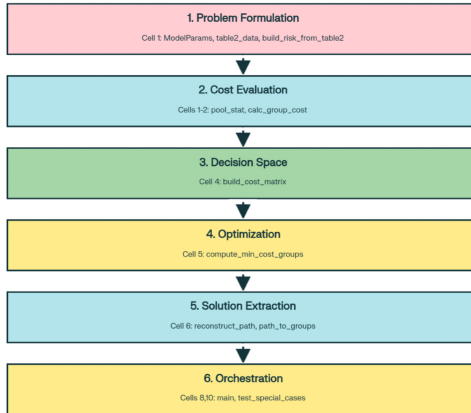 1. Problem Formulation
Cell 1: ModelParams, table2_data, build_risk_from_table2
2. Cost Evaluation
Cells 1-2: pool_stat, calc_group_cost
3. Decision Space
Cell 4: build_cost_matrix
4. Optimization
Cell 5: compute_min_cost_groups
5. Solution Extraction
Cell 6: reconstruct_path, path_to_groups
6. Orchestration
Cells 8,10: main, test_special_cases